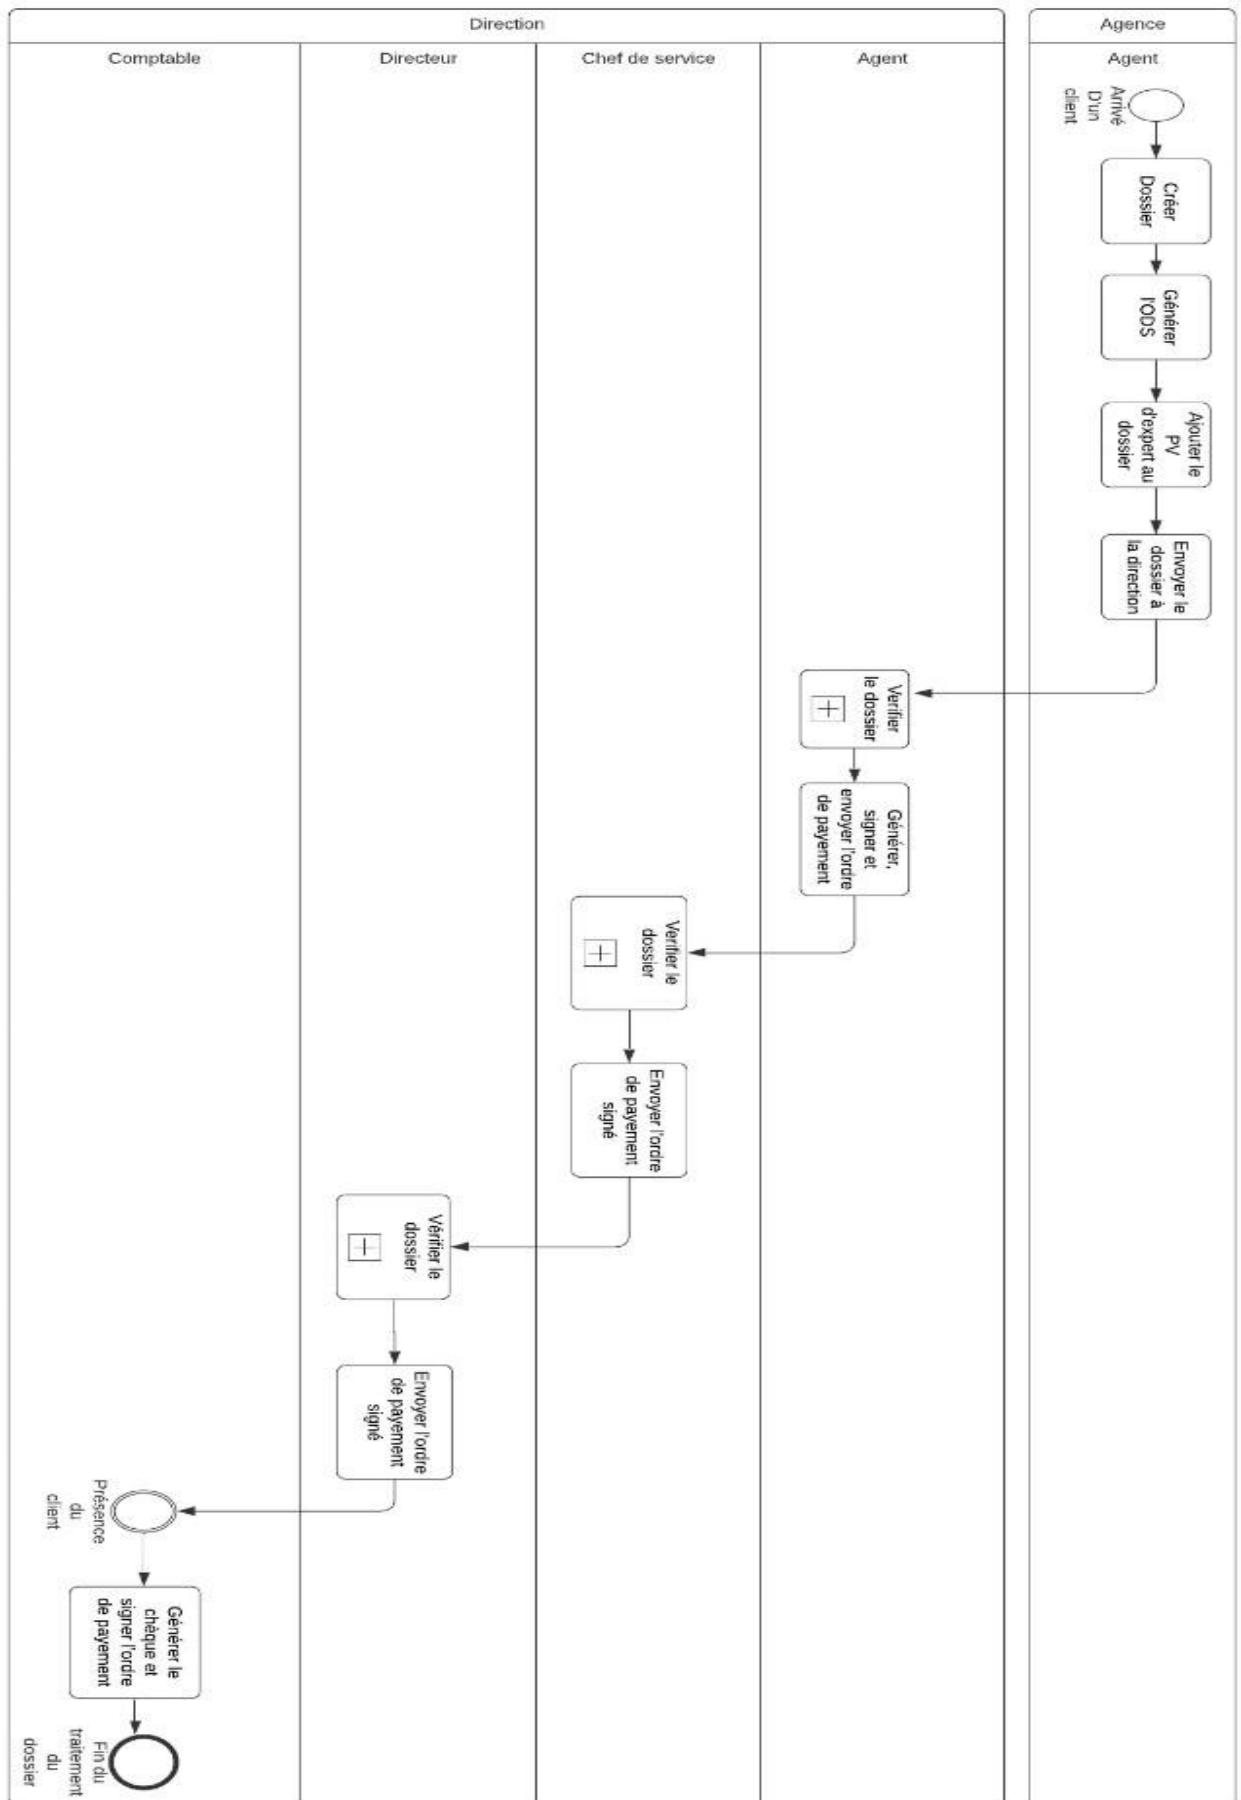 Direction
Agence
Comptable
Directeur
Chef de service
Agent
Agent
Arrivé
D'un
client
Créer
Dossier
Générer
l'ODS
Ajouter le
PV
d'expert au
dossier
Envoyer le
dossier à
la direction
Verifier
le dossier
Générer,
signer et
envoyer l'ordre
de payement
Verifier le
dossier
Envoyer l'ordre
de payement
signé
Vérifier le
dossier
Envoyer l'ordre
de payement
signé
Présence
du
client
Générer le
chèque et
signer l'ordre
de payement
Fin du
traitement
du
dossier